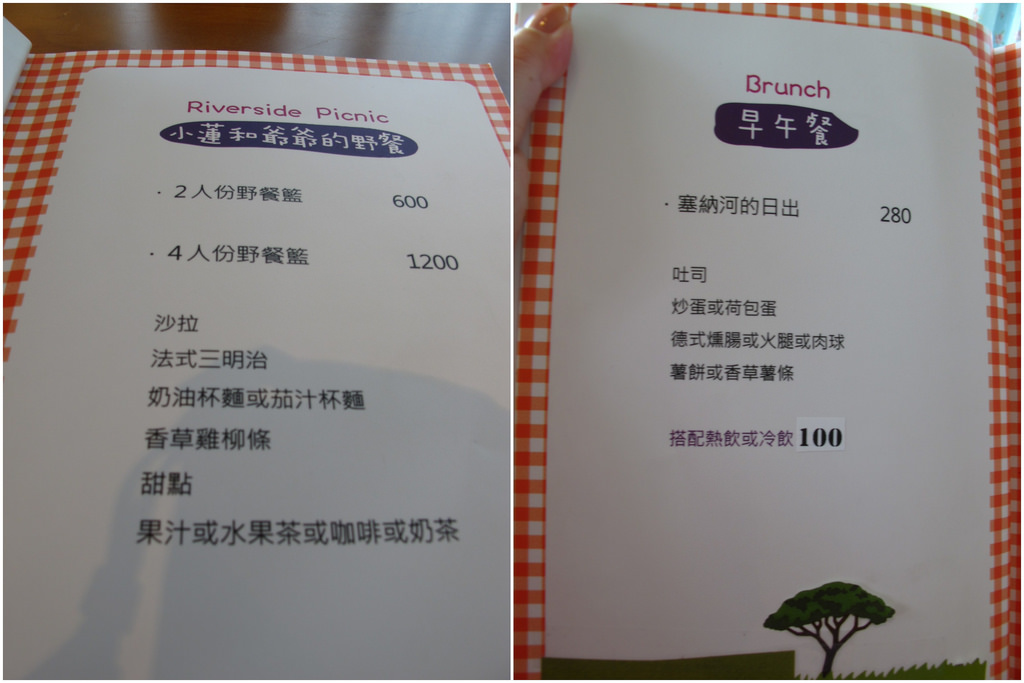 Riverside Picnic
小蓮和爺爺的野餐
· 2人份野餐籃 600
· 4人份野餐籃 1200
沙拉
法式三明治
奶油杯麵或茄汁杯麵
香草雞柳條
甜點
果汁或水果茶或咖啡或奶茶
Brunch
早午餐
· 塞納河的日出 280
吐司
炒蛋或荷包蛋
德式燻腸或火腿或肉球
薯餅或香草薯條
搭配熱飲或冷飲 100